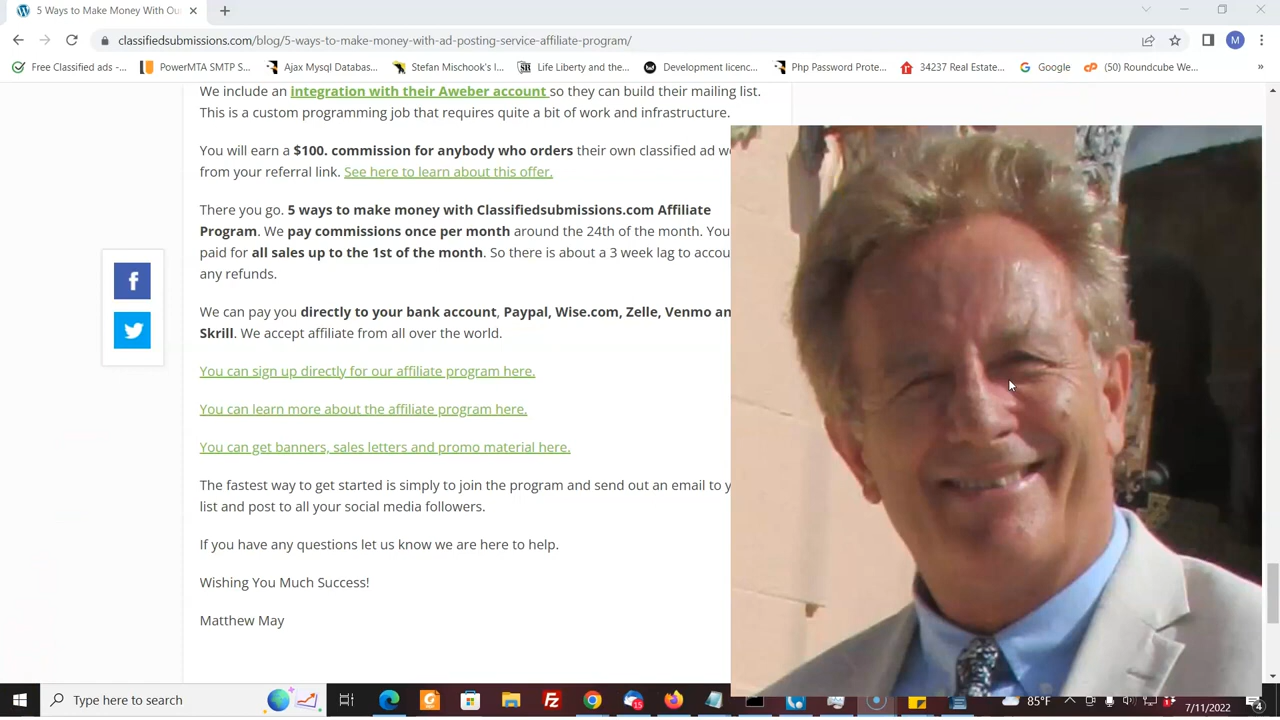 5 Ways to Make Money With Ou
classifiedsubmissions.com/blog/5-ways-to-make-money-with-ad-posting-service-affiliate-program/
M
Free Classified ads -...
PowerMTA SMTP S...
Ajax Mysql Databas...
Stefan Mischook's I...
Life Liberty and the...
Development licenc...
Php Password Prote...
34237 Real Estate...
Google
(50) Roundcube We...
»
We include an integration with their Aweber account so they can build their mailing list.
This is a custom programming job that requires quite a bit of work and infrastructure.
You will earn a $100. commission for anybody who orders their own classified ad w
from your referral link. See here to learn about this offer.
There you go. 5 ways to make money with Classifiedsubmissions.com Affiliate
Program. We pay commissions once per month around the 24th of the month. You
paid for all sales up to the 1st of the month. So there is about a 3 week lag to accou
any refunds.
We can pay you directly to your bank account, Paypal, Wise.com, Zelle, Venmo an
Skrill. We accept affiliate from all over the world.
You can sign up directly for our affiliate program here.
You can learn more about the affiliate program here.
You can get banners, sales letters and promo material here.
The fastest way to get started is simply to join the program and send out an email to y
list and post to all your social media followers.
If you have any questions let us know we are here to help.
Wishing You Much Success!
Matthew May
Type here to search
85°F
7/11/2022